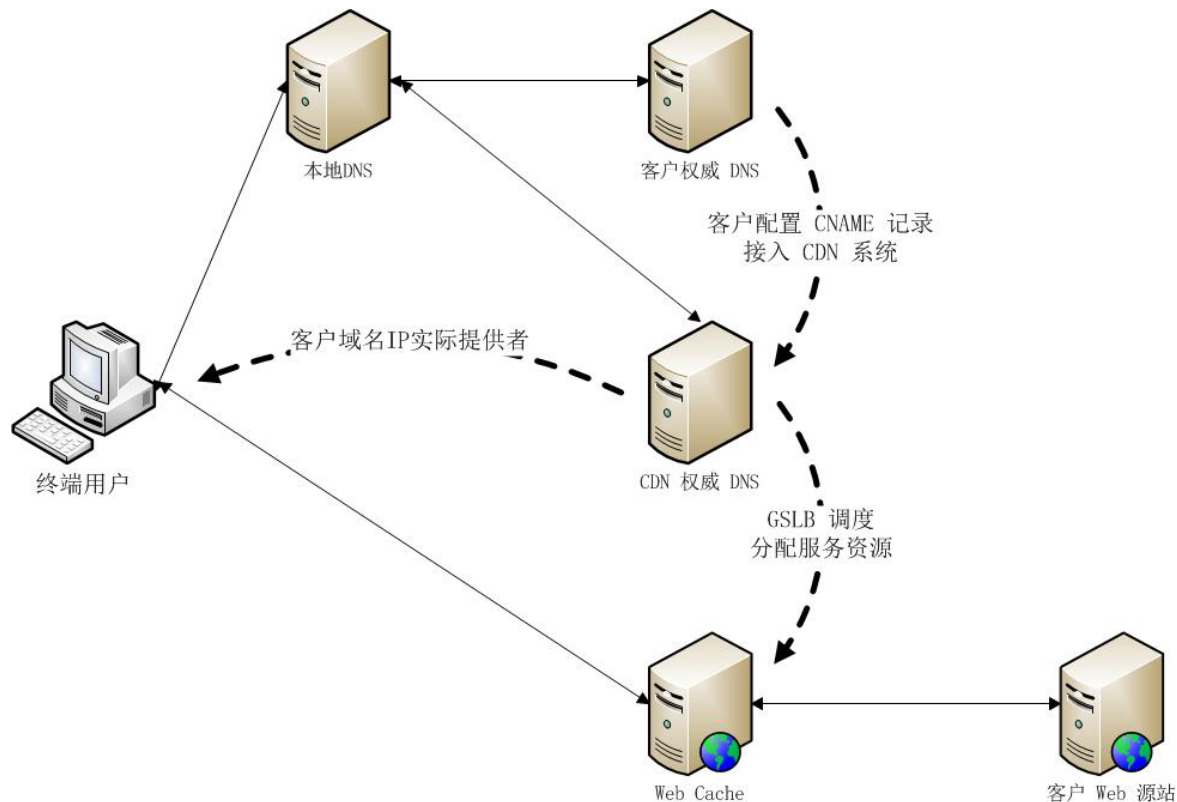 本地DNS
客户权威 DNS
客户配置 CNAME 记录
接入 CDN 系统
客户域名IP实际提供者
终端用户
CDN 权威 DNS
GSLB 调度
分配服务资源
Web Cache
客户 Web 源站